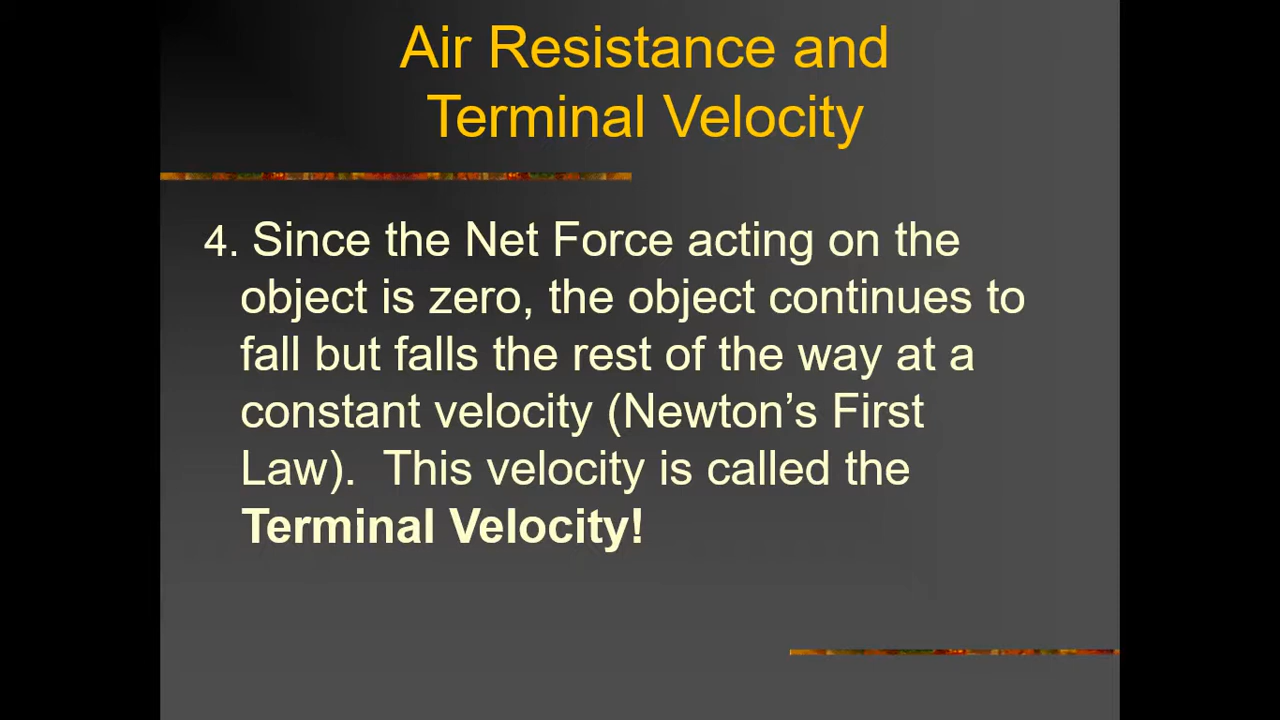 Air Resistance and
Terminal Velocity
4. Since the Net Force acting on the
object is zero, the object continues to
fall but falls the rest of the way at a
constant velocity (Newton’s First
Law).  This velocity is called the
Terminal Velocity!